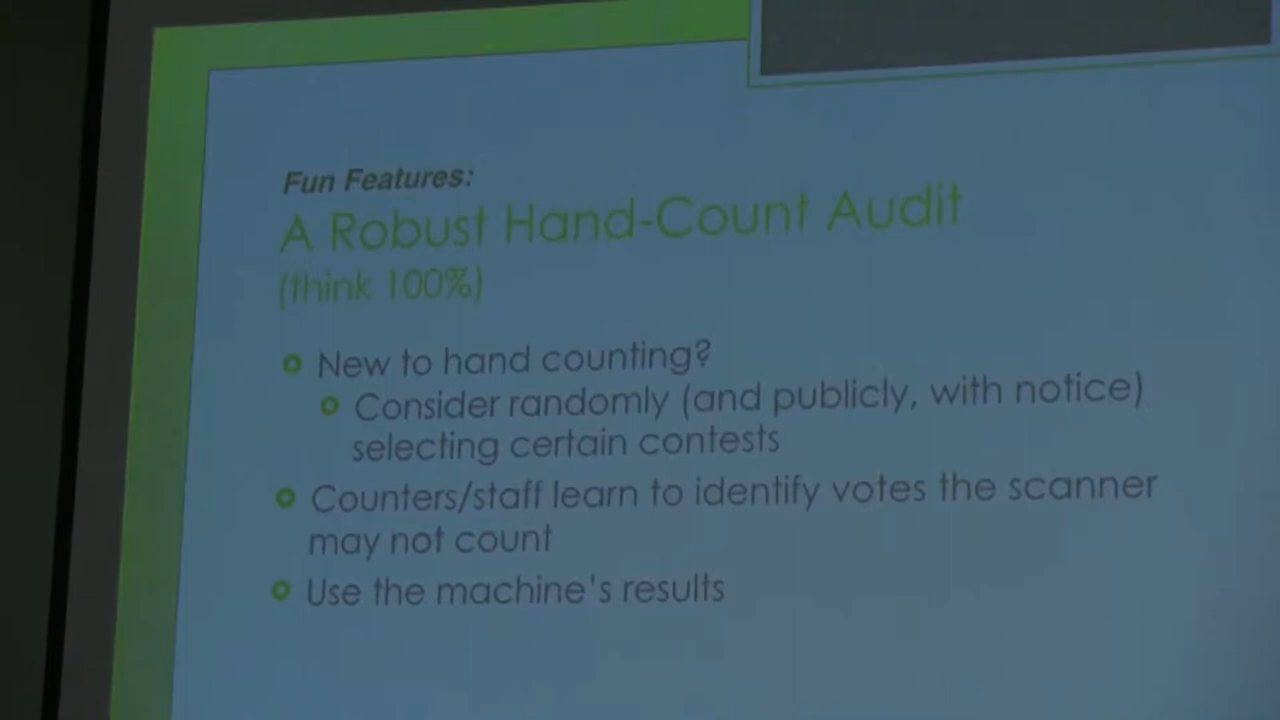 Fun Features:
A Robust Hand-Count Audit
(think 100%)
New to hand counting?
Consider randomly (and publicly, with notice)
selecting certain contests
Counters/staff learn to identify votes the scanner
may not count
Use the machine's results